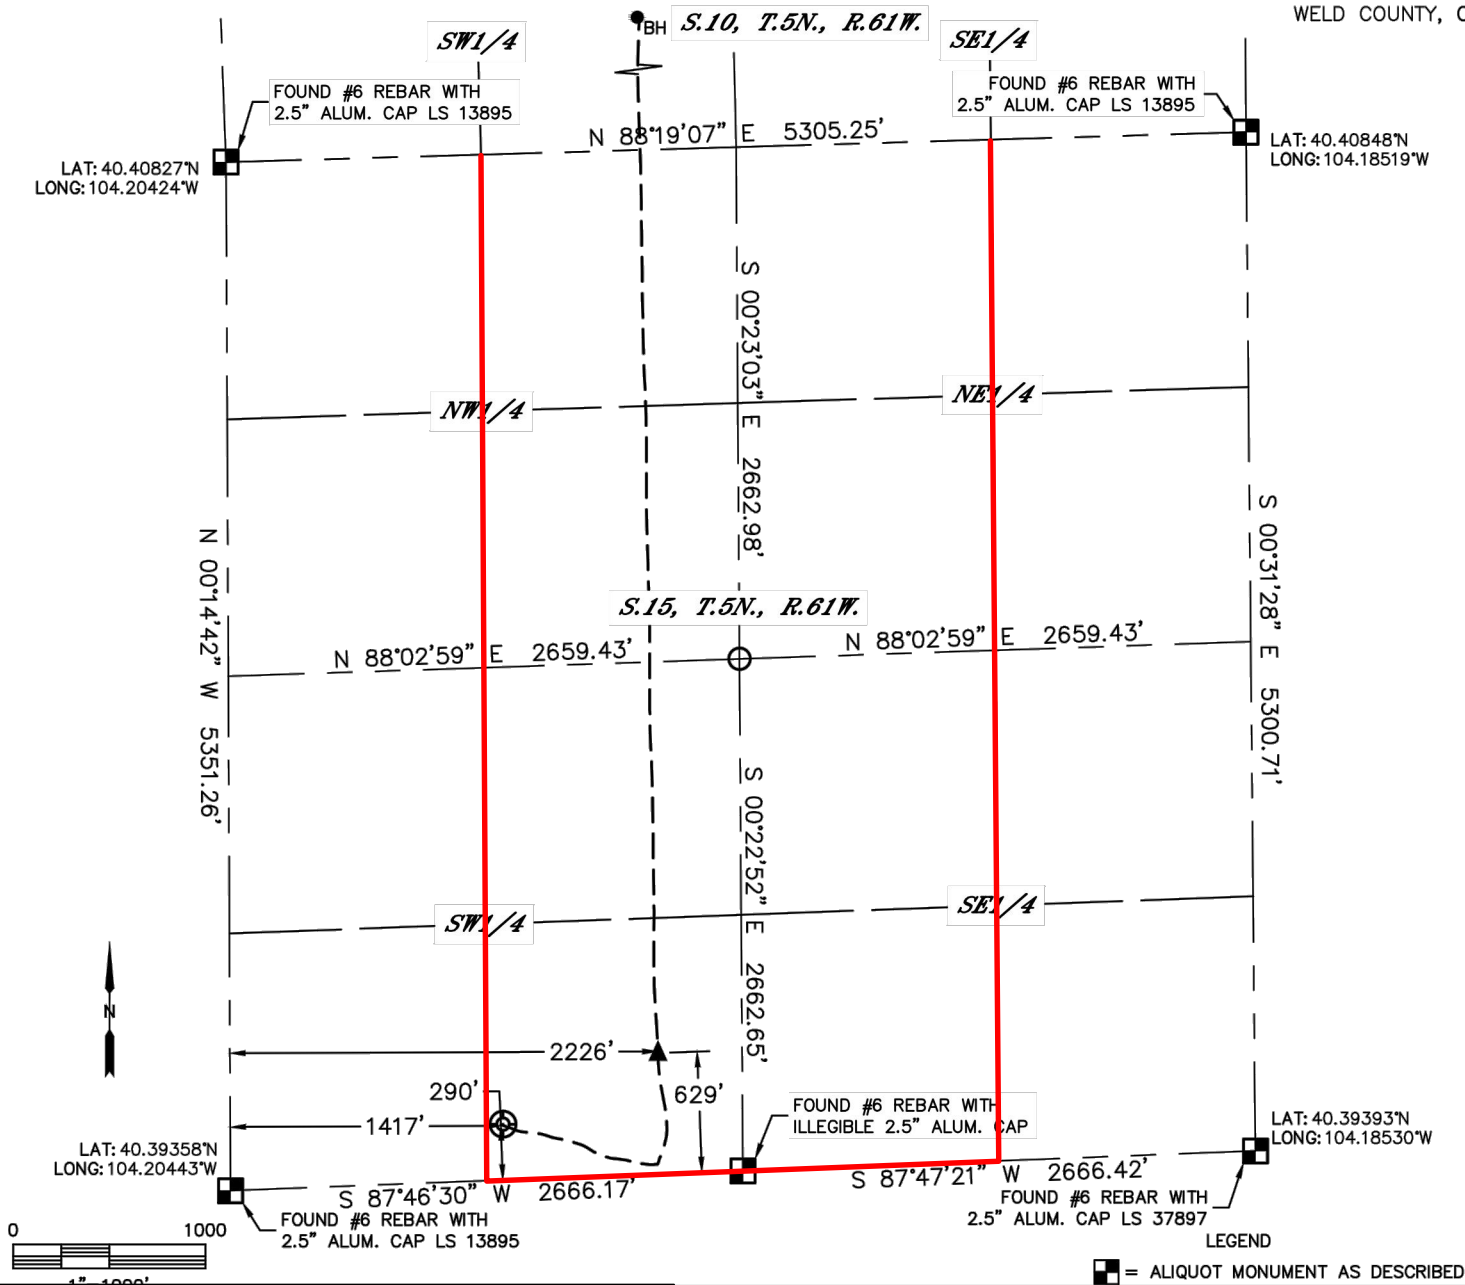 WELD COUNTY, C
SW1/4
BH
S.10, T.5N., R.61W.
SE1/4
FOUND #6 REBAR WITH
2.5" ALUM. CAP LS 13895
FOUND #6 REBAR WITH
2.5" ALUM. CAP LS 13895
N 88°19'07" E 5305.25'
LAT: 40.40827°N
LONG: 104.20424°W
LAT: 40.40848°N
LONG: 104.18519°W
S 00°23'03" E 2662.98'
NW1/4
NE1/4
N 00°14'42" W 5351.26'
S 00°31'28" E 5300.71'
S.15, T.5N., R.61W.
N 88°02'59" E 2659.43'
N 88°02'59" E 2659.43'
S 00°22'52" E 2662.65'
SW1/4
SE1/4
N
2226'
290'
629'
1417'
FOUND #6 REBAR WITH
ILLEGIBLE 2.5" ALUM. CAP
LAT: 40.39358°N
LONG: 104.20443°W
LAT: 40.39393°N
LONG: 104.18530°W
S 87°46'30" W 2666.17'
S 87°47'21" W 2666.42'
FOUND #6 REBAR WITH
2.5" ALUM. CAP LS 13895
FOUND #6 REBAR WITH
2.5" ALUM. CAP LS 37897
0 1000
1"=1000'
LEGEND
= ALIQUOT MONUMENT AS DESCRIBED